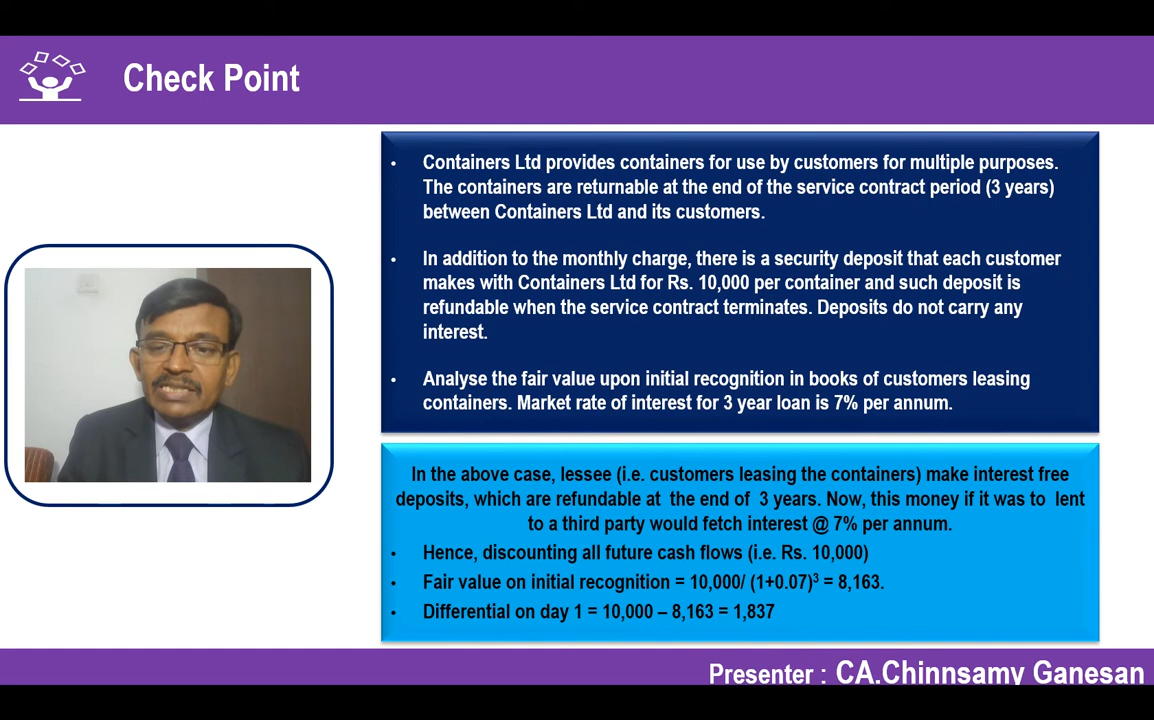 Check Point
• Containers Ltd provides containers for use by customers for multiple purposes.
The containers are returnable at the end of the service contract period (3 years)
between Containers Ltd and its customers.
• In addition to the monthly charge, there is a security deposit that each customer
makes with Containers Ltd for Rs. 10,000 per container and such deposit is
refundable when the service contract terminates. Deposits do not carry any
interest.
• Analyse the fair value upon initial recognition in books of customers leasing
containers. Market rate of interest for 3 year loan is 7% per annum.
In the above case, lessee (i.e. customers leasing the containers) make interest free
deposits, which are refundable at the end of 3 years. Now, this money if it was to lent
to a third party would fetch interest @ 7% per annum.
• Hence, discounting all future cash flows (i.e. Rs. 10,000)
• Fair value on initial recognition = 10,000/ (1+0.07)³ = 8,163.
• Differential on day 1 = 10,000 – 8,163 = 1,837
Presenter : CA.Chinnsamy Ganesan